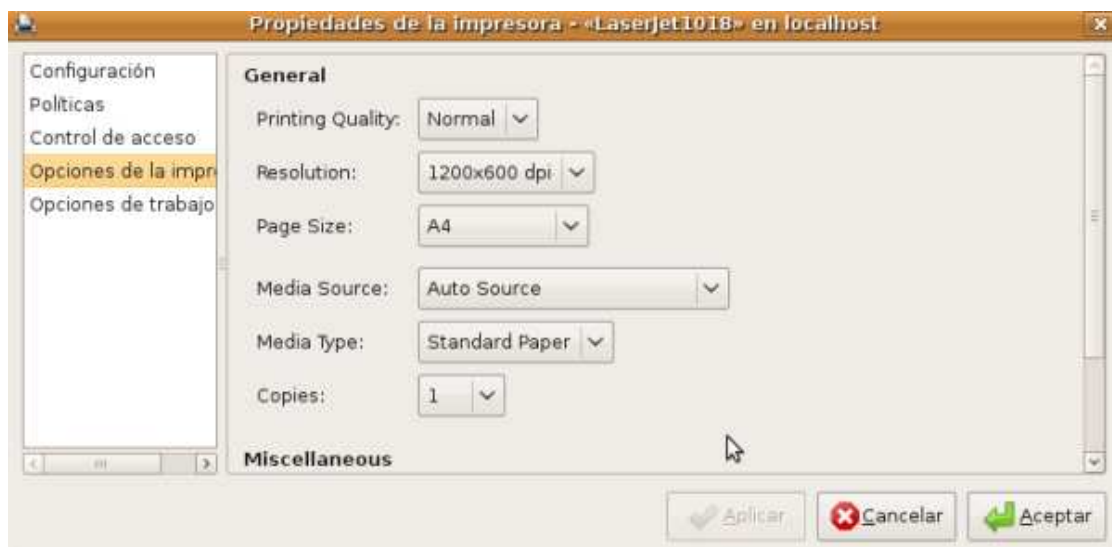 Propiedades de la impresora - «LaserJet1018» en localhost
Configuración
Políticas
Control de acceso
Opciones de la impr
Opciones de trabajo
General
Printing Quality: Normal
Resolution: 1200x600 dpi
Page Size: A4
Media Source: Auto Source
Media Type: Standard Paper
Copies: 1
Miscellaneous
Aplicar
Cancelar
Aceptar